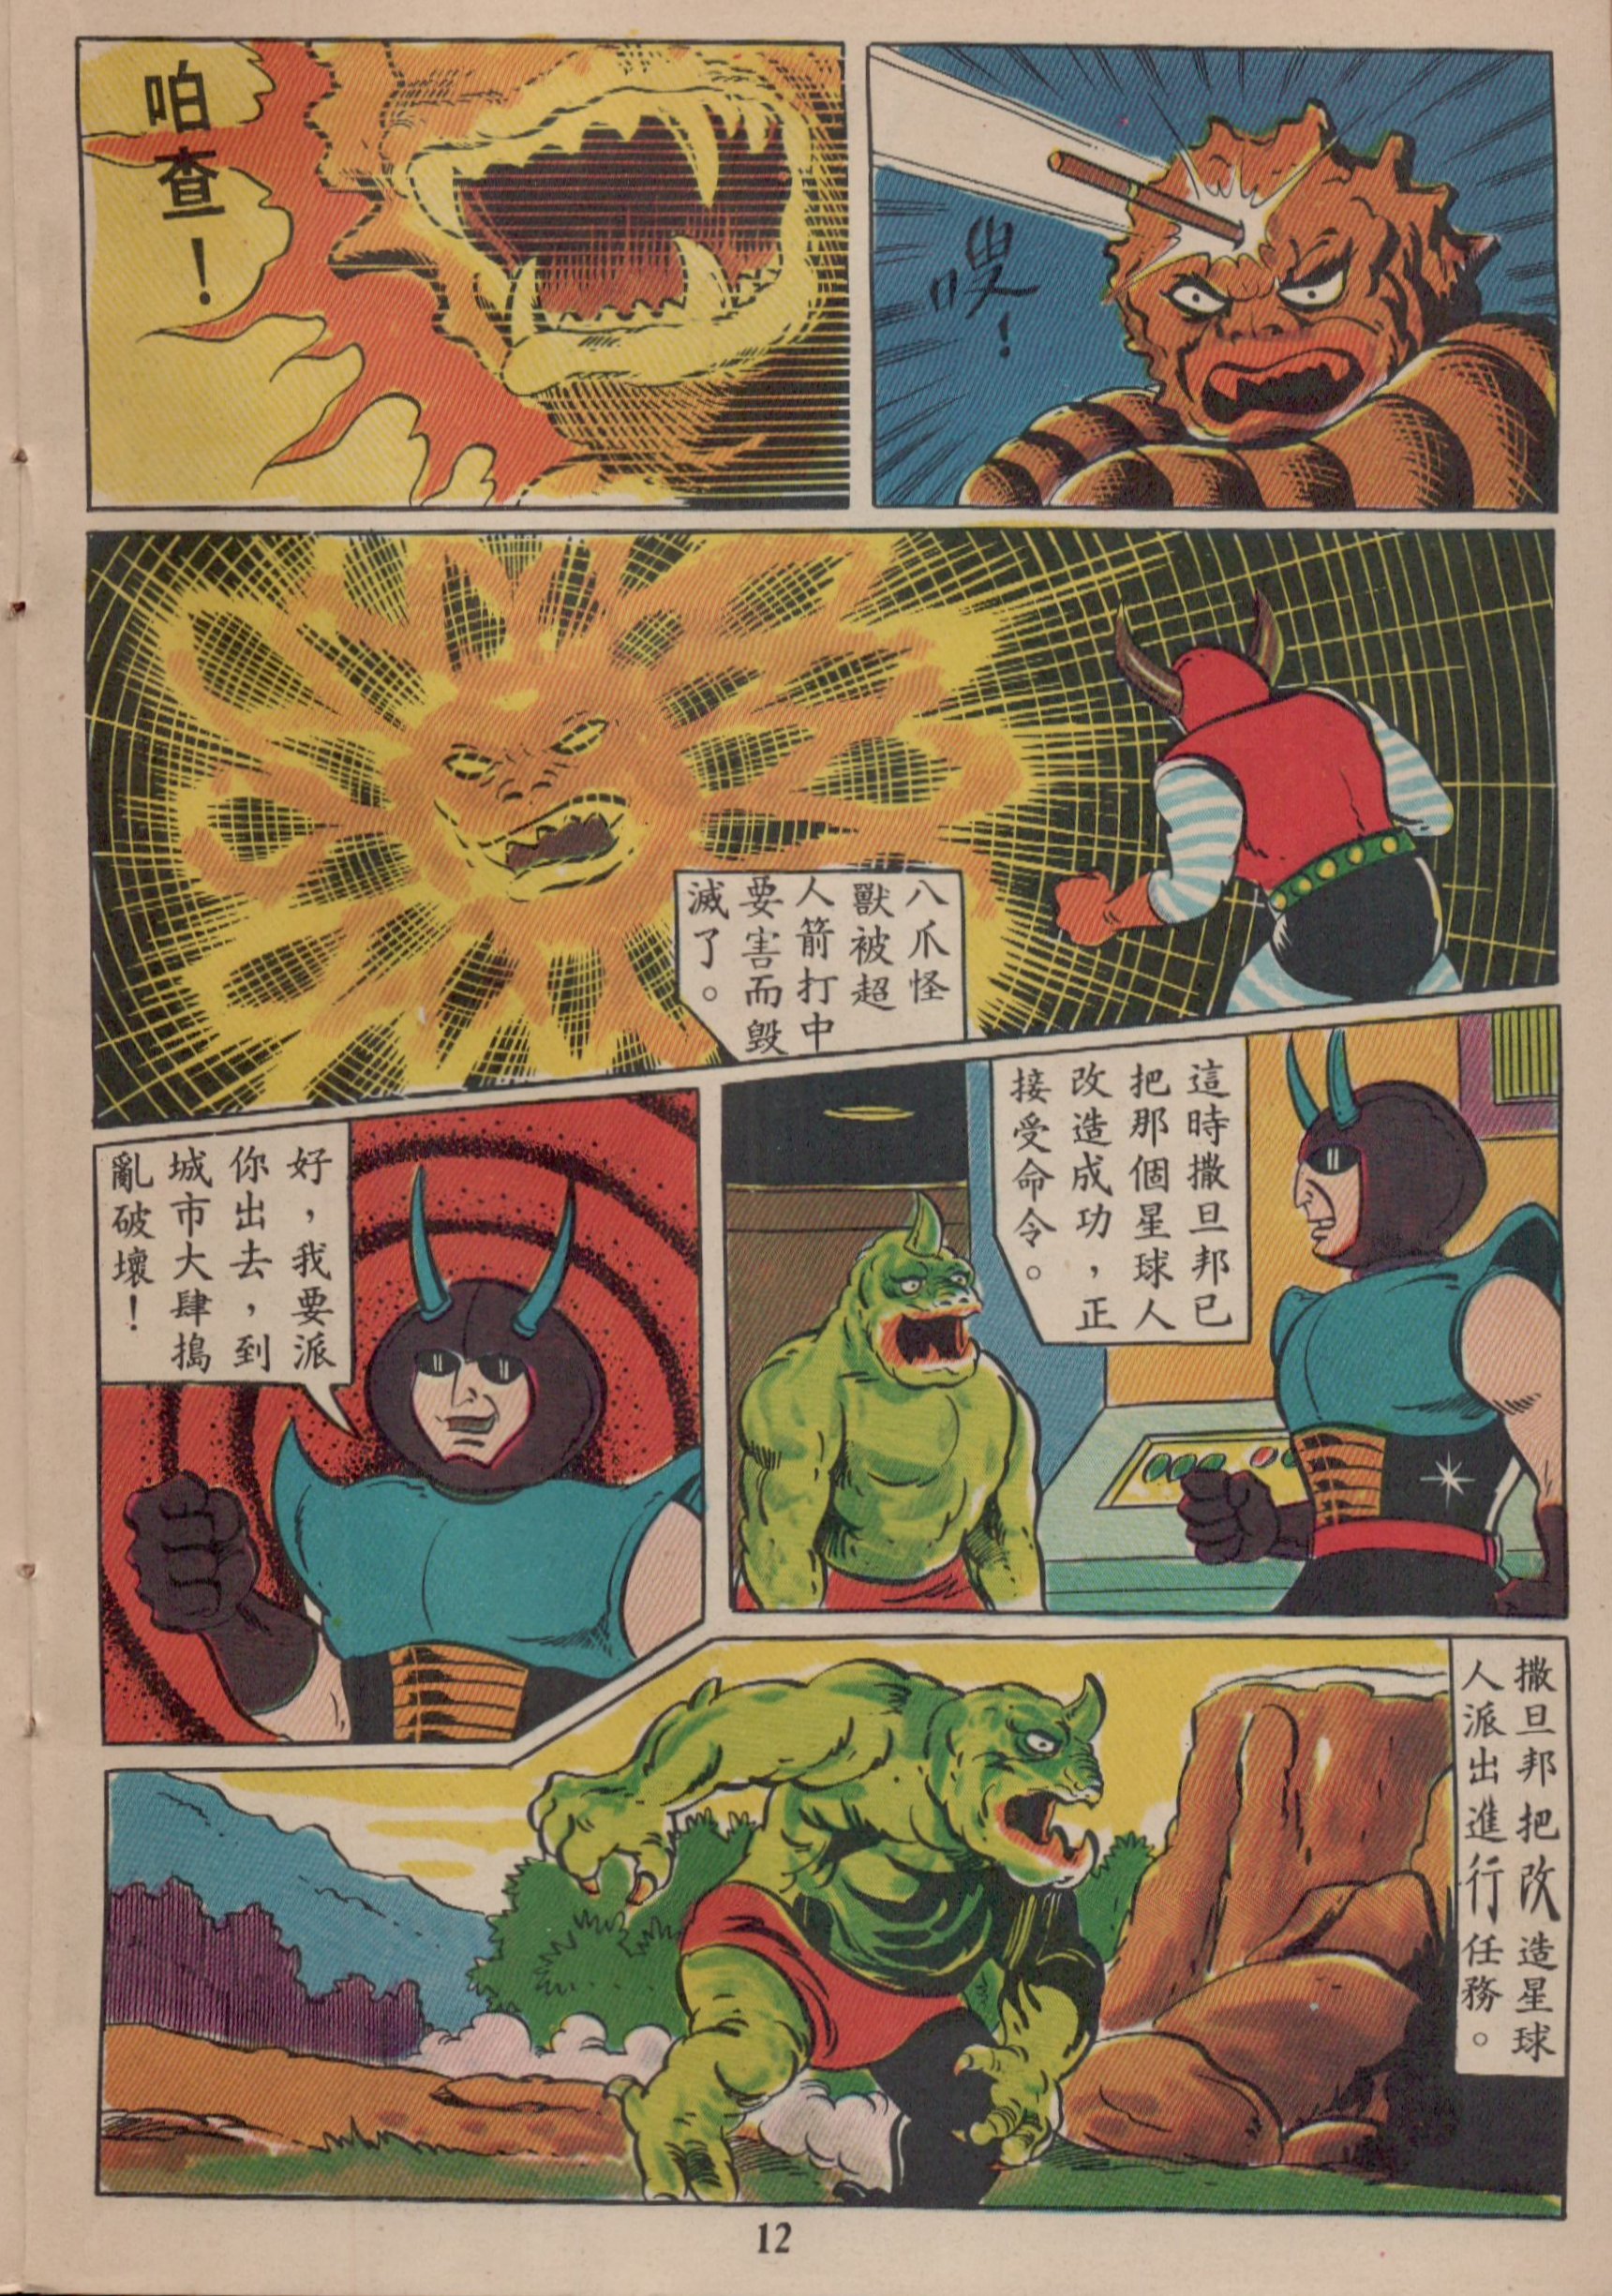 嗖！
咱查！
八爪怪
獸被超
人箭打中
要害而毀
滅了。
這時撒旦邦已
把那個星球人
改造成功，正
接受命令。
好，我要派
你出去，到
城市大肆搗
亂破壞！
撒旦邦把改造星球
人派出進行任務。
12